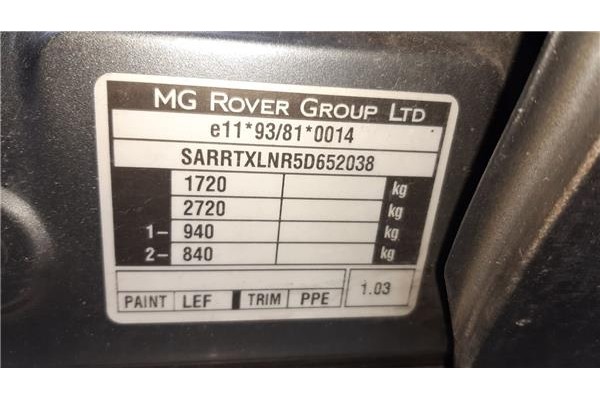 MG ROVER GROUP LTD
e11*93/81*0014
SARRTXLNR5D652038
1720 kg
2720 kg
1- 940 kg
2- 840 kg
PAINT LEF TRIM PPE 1.03